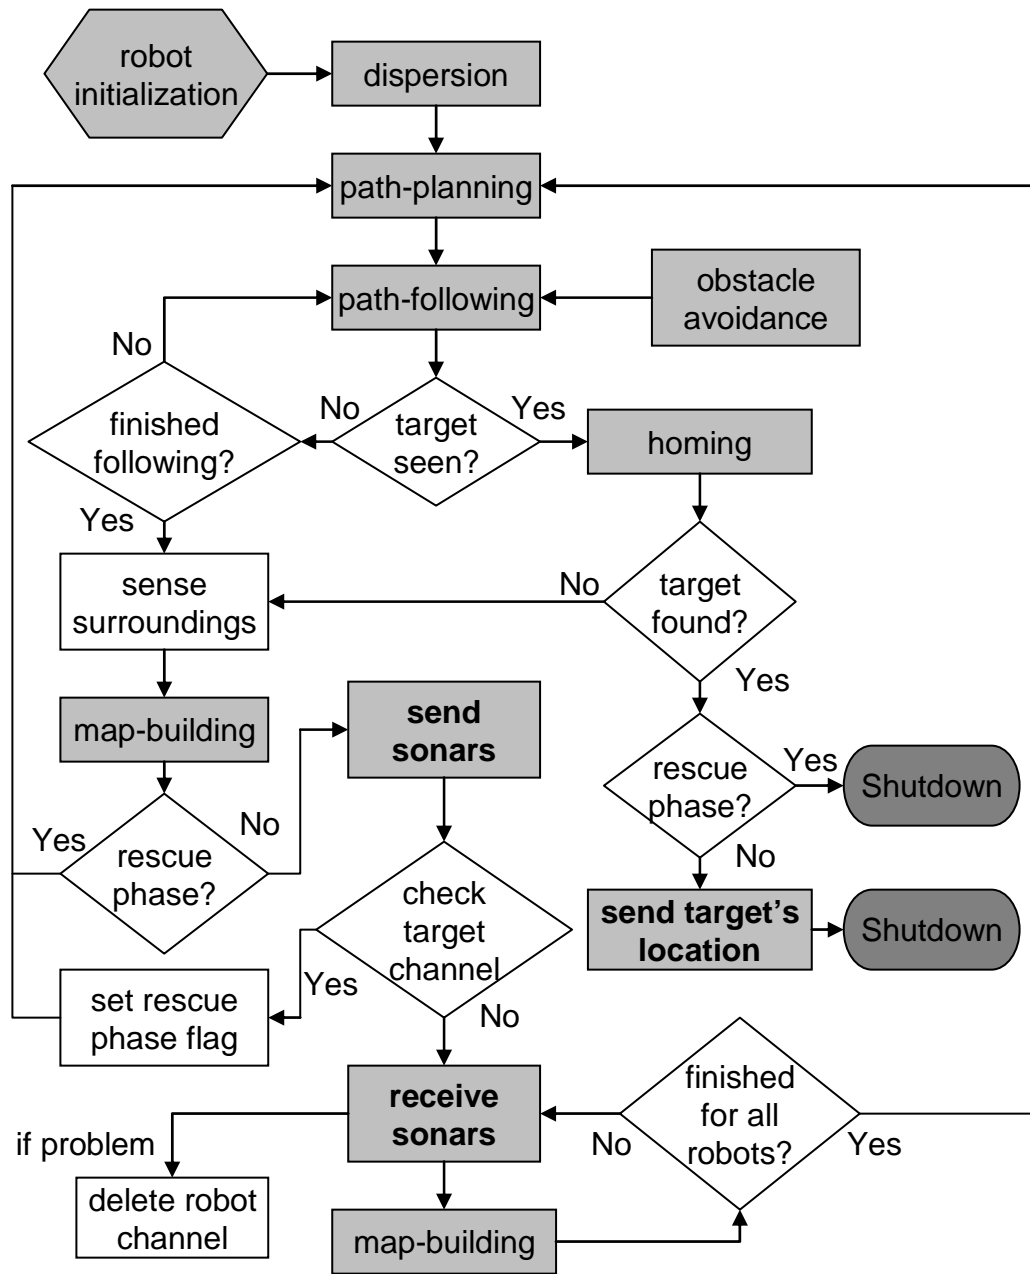 robot
initialization
dispersion
path-planning
path-following
obstacle
avoidance
No
finished
following?
No
target
seen?
Yes
homing
Yes
sense
surroundings
No
target
found?
Yes
map-building
send
sonars
rescue
phase?
Yes
Shutdown
Yes
rescue
phase?
No
check
target
channel
No
send target's
location
Shutdown
set rescue
phase flag
Yes
No
receive
sonars
No
finished
for all
robots?
Yes
if problem
delete robot
channel
map-building